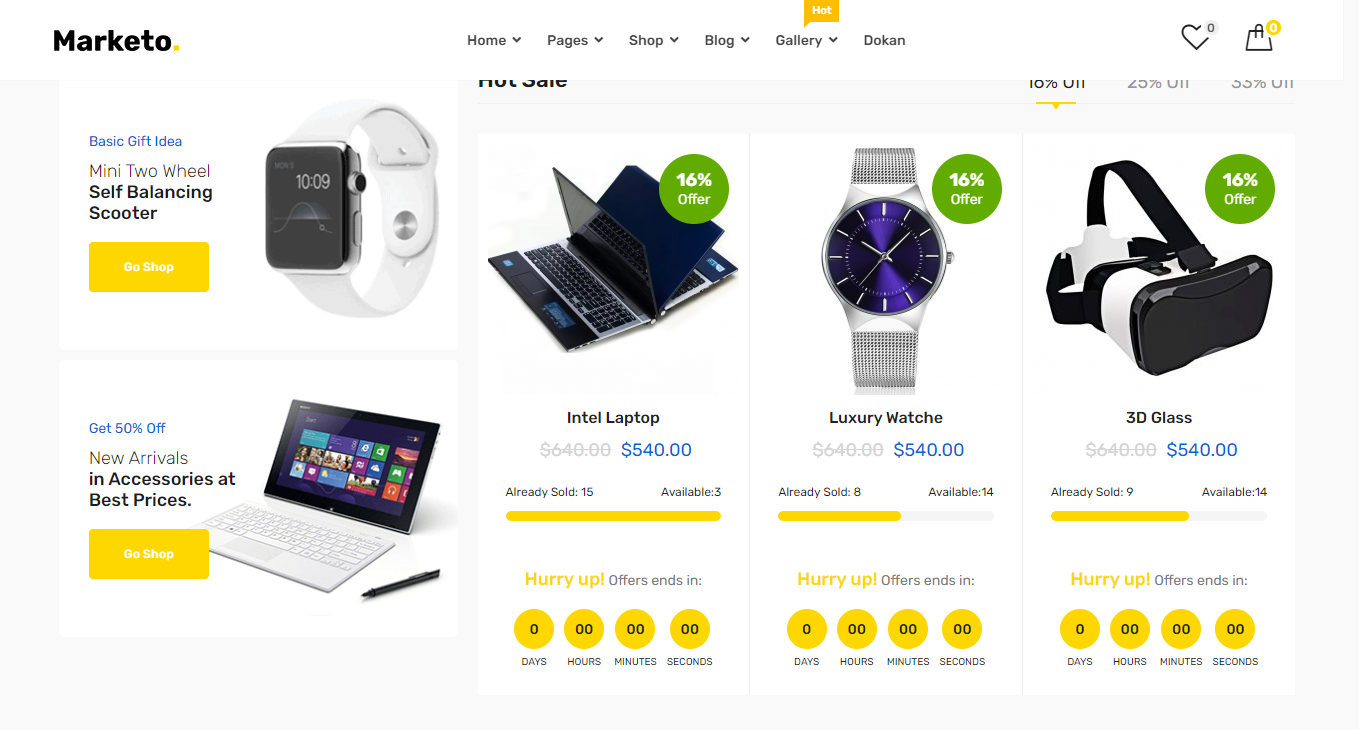 Hot
Marketo.
Home Pages Shop Blog Gallery Dokan
0
0
Hot Sale
16% Off 25% Off 33% Off
Basic Gift Idea
Mini Two Wheel
Self Balancing
Scooter
Go Shop
10:09
Get 50% Off
New Arrivals
in Accessories at
Best Prices.
Go Shop
16%
Offer
Intel Laptop
$640.00 $540.00
Already Sold: 15 Available:3
Hurry up! Offers ends in:
0 00 00 00
DAYS HOURS MINUTES SECONDS
16%
Offer
Luxury Watche
$640.00 $540.00
Already Sold: 8 Available:14
Hurry up! Offers ends in:
0 00 00 00
DAYS HOURS MINUTES SECONDS
16%
Offer
3D Glass
$640.00 $540.00
Already Sold: 9 Available:14
Hurry up! Offers ends in:
0 00 00 00
DAYS HOURS MINUTES SECONDS